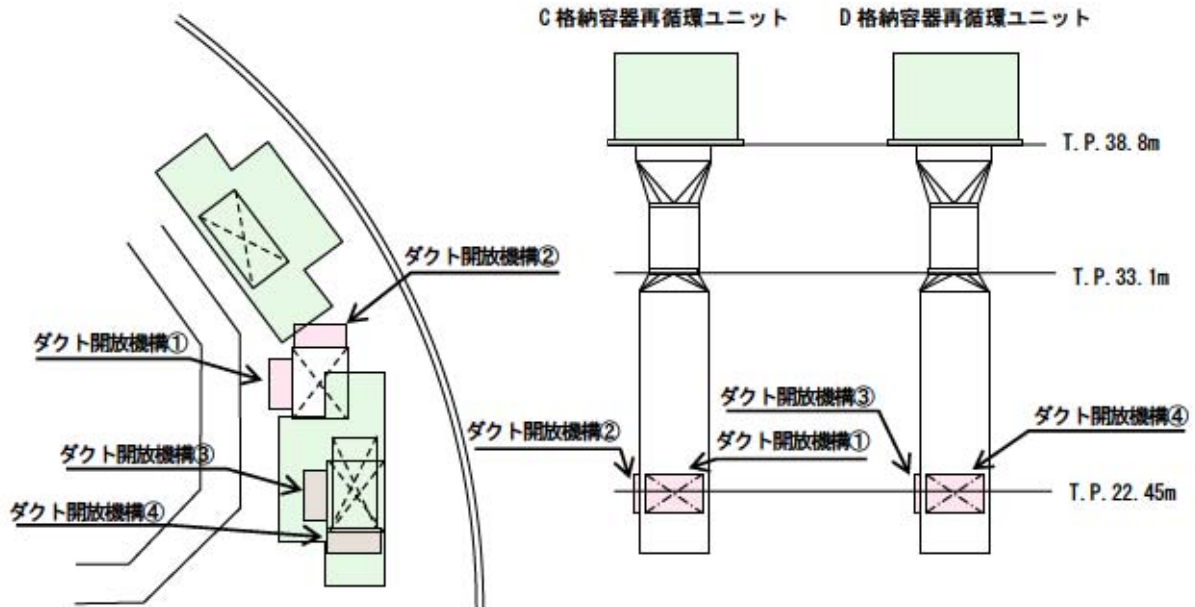 C格納容器再循環ユニット
D格納容器再循環ユニット
T.P.38.8m
ダクト開放機構②
T.P.33.1m
ダクト開放機構①
ダクト開放機構③
ダクト開放機構④
ダクト開放機構③
ダクト開放機構④
ダクト開放機構②
ダクト開放機構①
T.P.22.45m